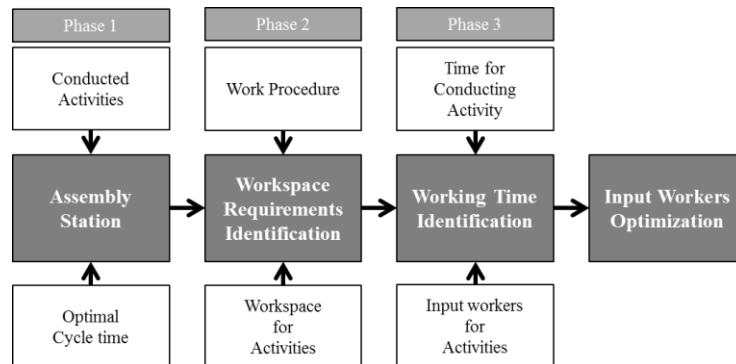 Phase 1
Phase 2
Phase 3
Conducted
Activities
Work Procedure
Time for
Conducting
Activity
Assembly
Station
Workspace
Requirements
Identification
Working Time
Identification
Input Workers
Optimization
Optimal
Cycle time
Workspace
for
Activities
Input workers
for
Activities